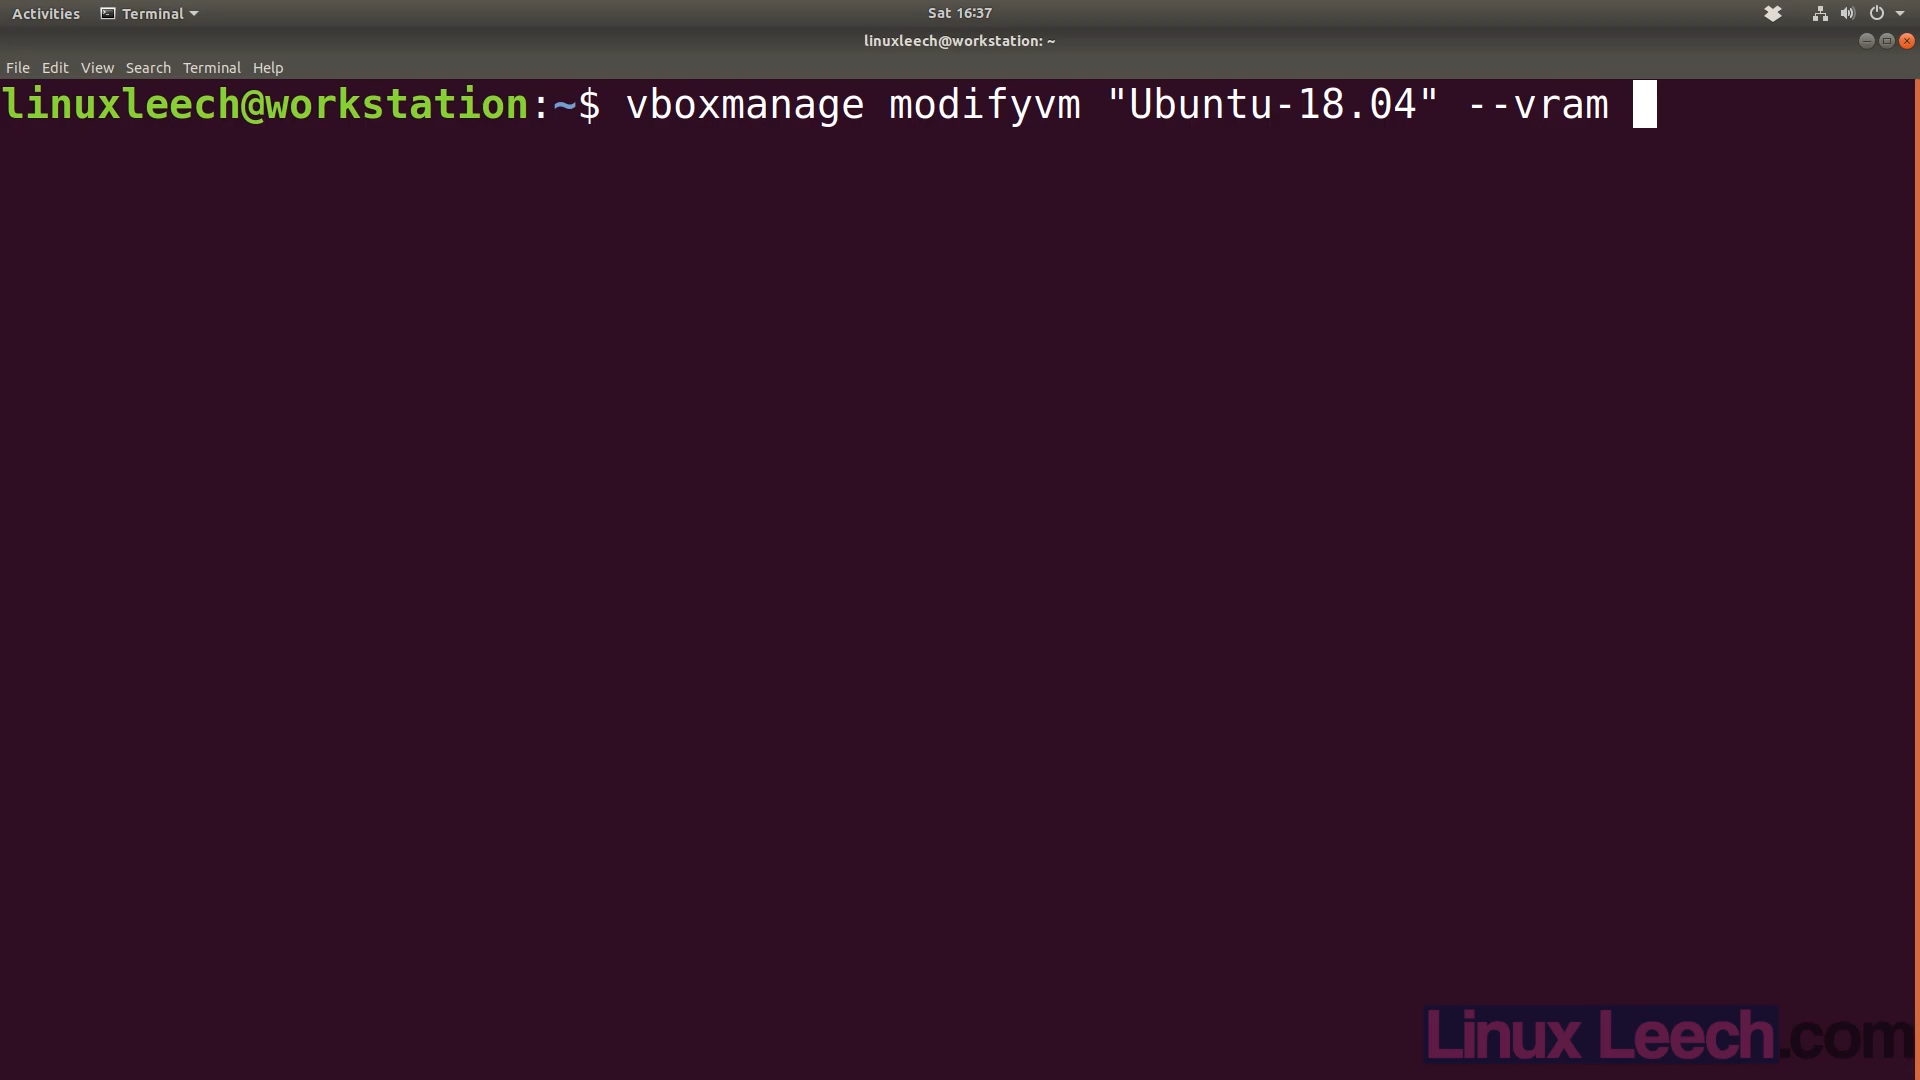 Activities Terminal Sat 16:37
linuxleech@workstation: ~
File Edit View Search Terminal Help
linuxleech@workstation:~$ vboxmanage modifyvm "Ubuntu-18.04" --vram
Linux Leech.com